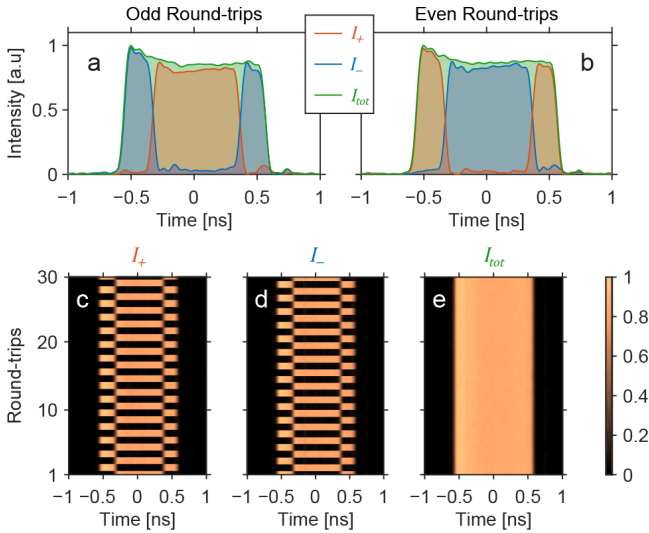 Odd Round-trips
Even Round-trips
I₊
I₋
Iₜₒₜ
Intensity [a.u]
1
0.5
0
a
b
−1 −0.5 0 0.5 1
−1 −0.5 0 0.5 1
Time [ns]
Time [ns]
I₊
I₋
Iₜₒₜ
Round-trips
30
20
10
1
c
d
e
1
0.8
0.6
0.4
0.2
0
−1 −0.5 0 0.5 1
−1 −0.5 0 0.5 1
−1 −0.5 0 0.5 1
Time [ns]
Time [ns]
Time [ns]